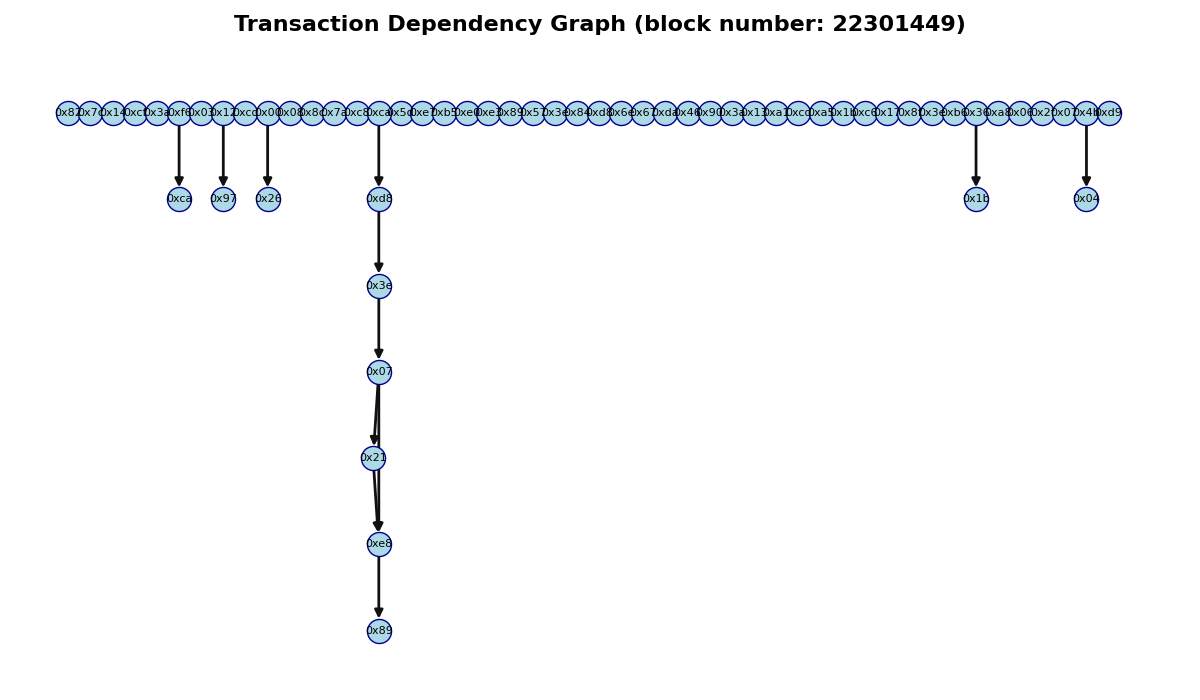 Transaction Dependency Graph (block number: 22301449)
0x82 0x7c 0x14 0xcf 0x3a 0xf6 0x03 0x12 0xcc 0x00 0x08 0x8c 0x7a 0xc8 0xca 0x5c 0xe7 0xb5 0xe0 0xe3 0x89 0x57 0x3e 0x84 0xd8 0x6e 0x67 0xda 0x46 0x90 0x3a 0x13 0xa1 0xcc 0xa5 0x1b 0xc6 0x17 0x8f 0x3e 0xb6 0x36 0xa8 0x06 0x2f 0x07 0x4b 0xd9
0xca 0x97 0x26 0xd8 0x1b 0x04
0x3e
0x07
0x21
0xe8
0x89